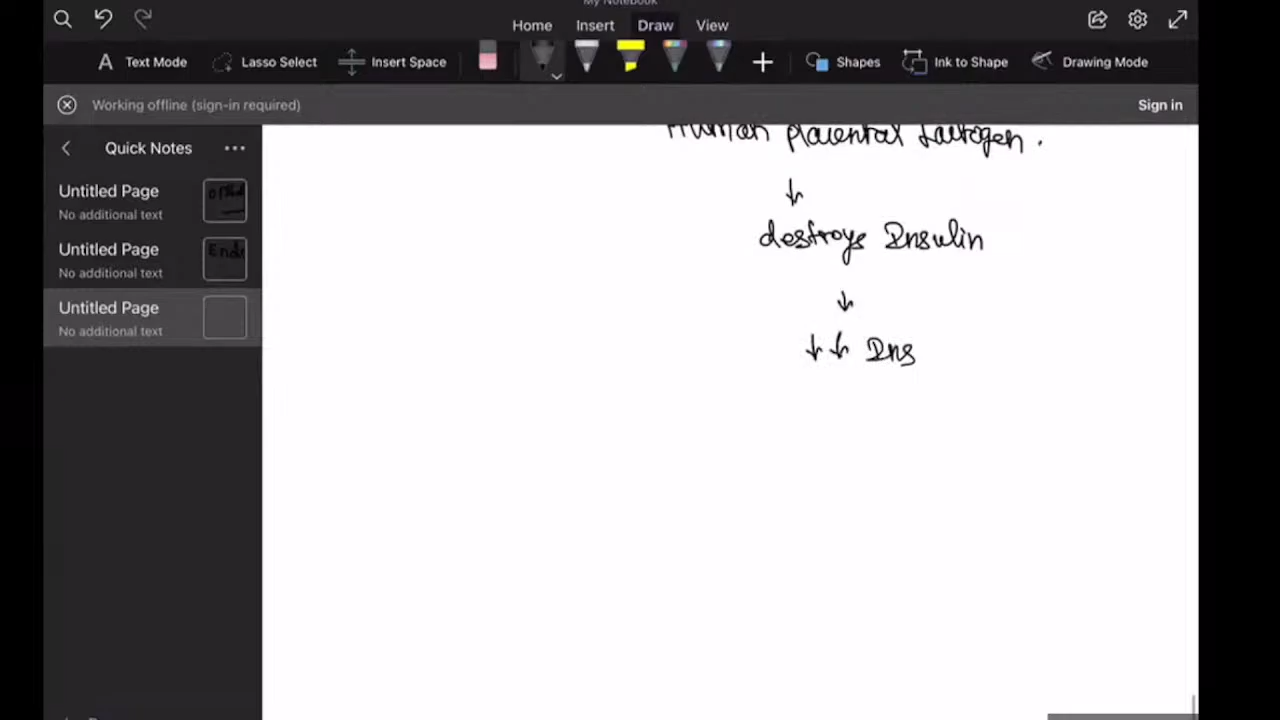 My Notebook
Home Insert Draw View
Text Mode Lasso Select Insert Space Shapes Ink to Shape Drawing Mode
Working offline (sign-in required) Sign in
Quick Notes
Untitled Page
No additional text
Untitled Page
No additional text
Untitled Page
No additional text
Human placental Lactogen.
↓
destroys Insulin
↓
↓↓ Ins